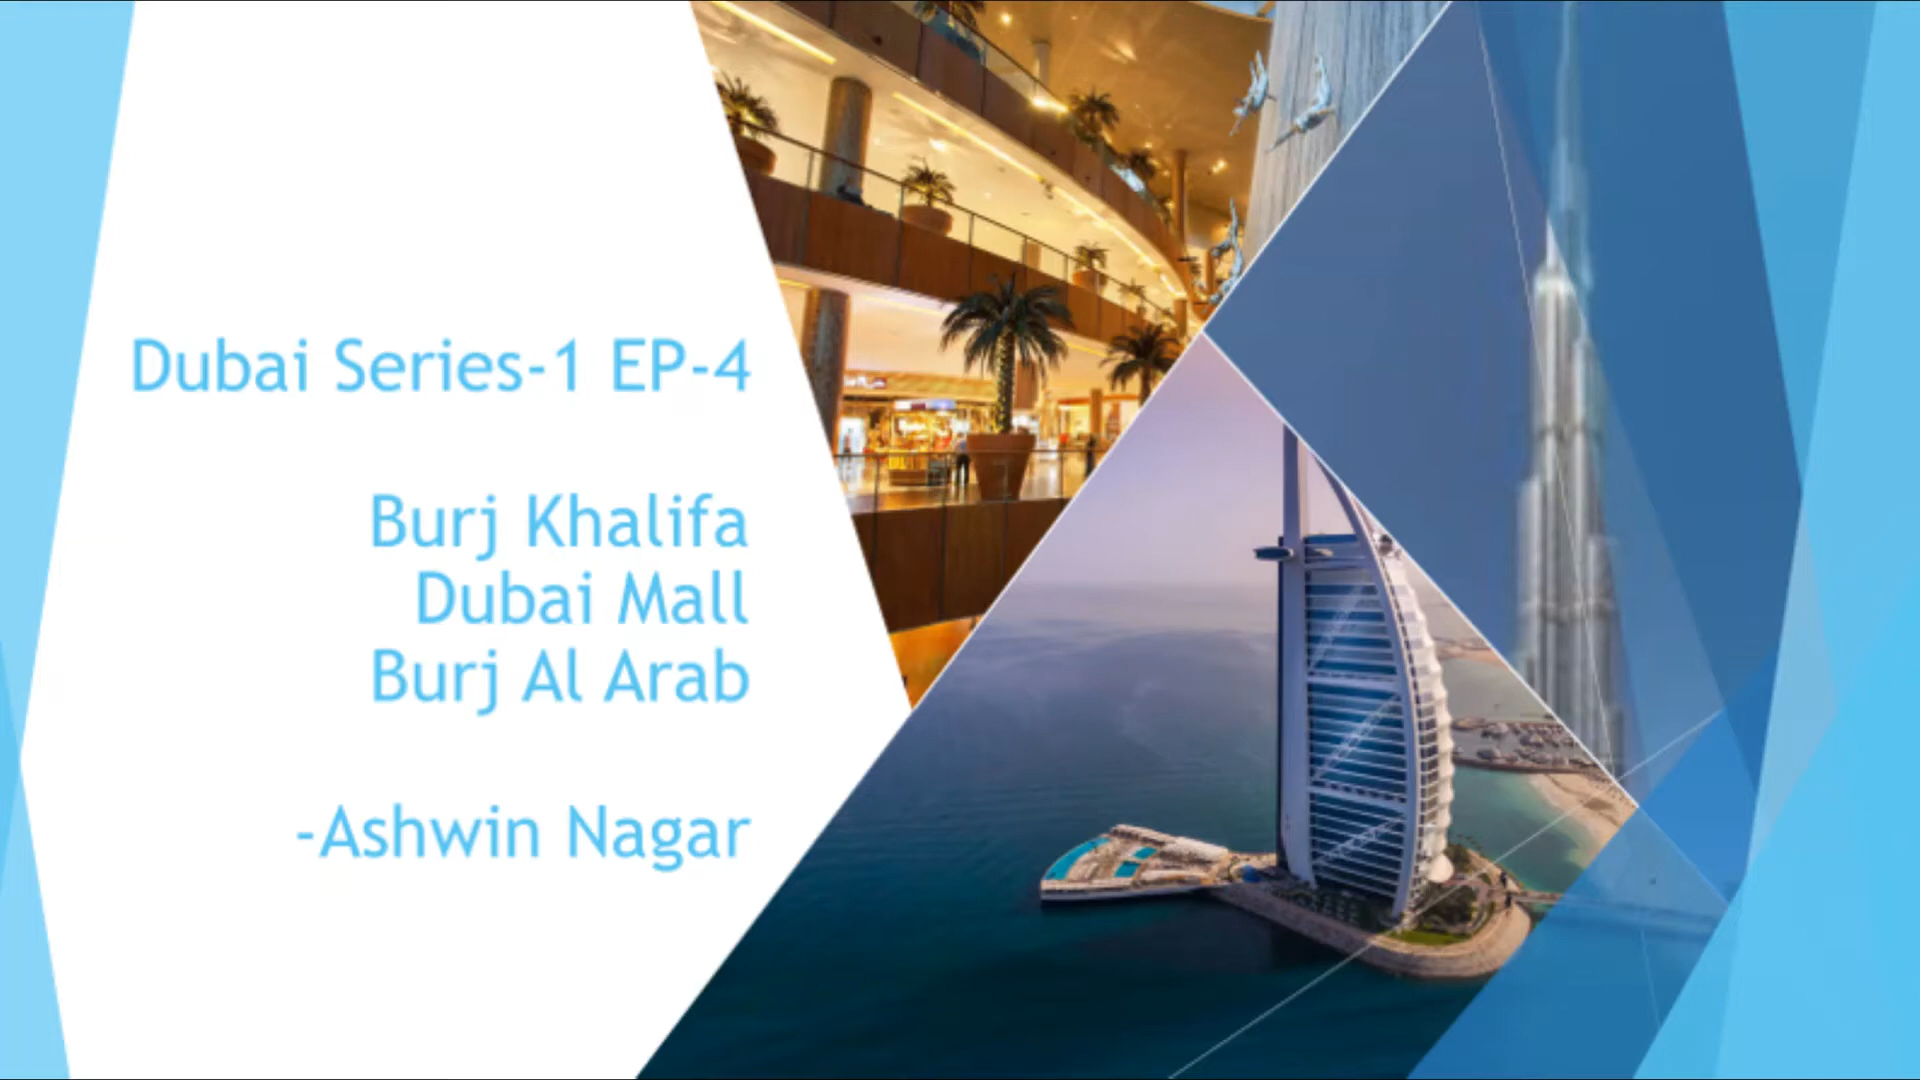 Dubai Series-1 EP-4
Burj Khalifa
Dubai Mall
Burj Al Arab
-Ashwin Nagar